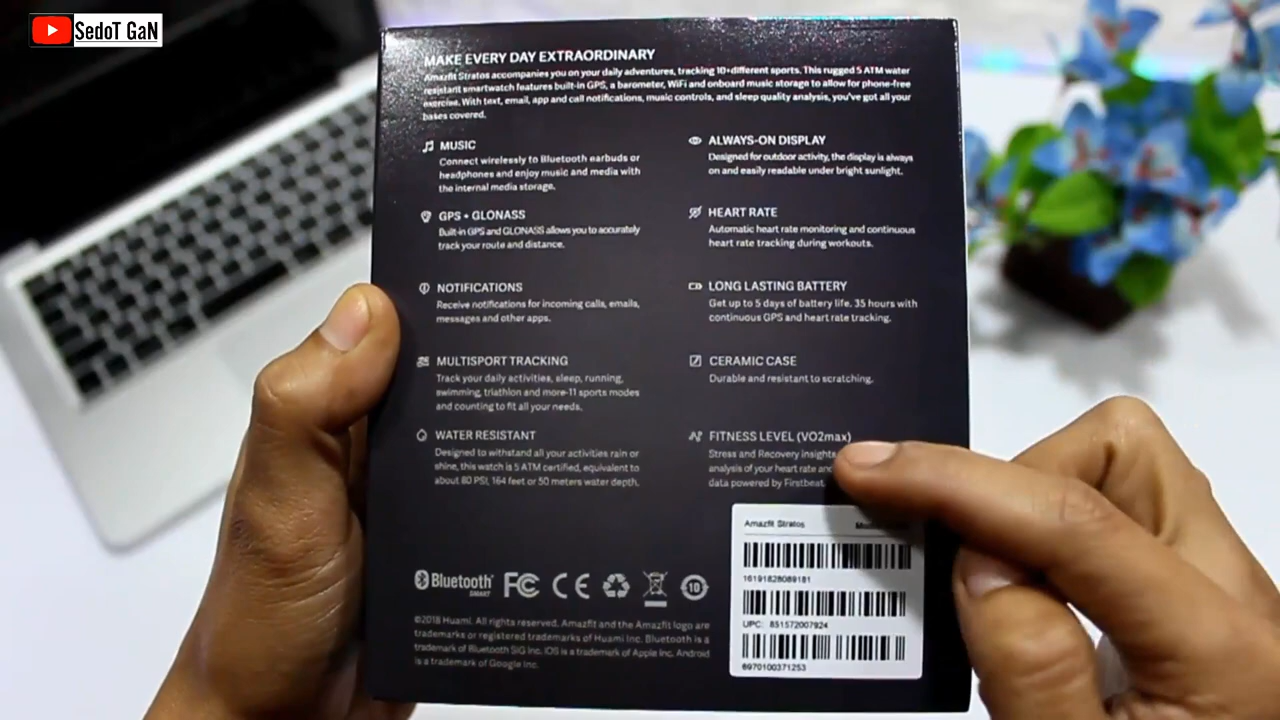 SedoT GaN
MAKE EVERY DAY EXTRAORDINARY
Amazfit Stratos accompanies you on your daily adventures, tracking 10+different sports. This rugged 5 ATM water
resistant smartwatch features built-in GPS, a barometer, WiFi and onboard music storage to allow for phone-free
exercise. With text, email, app and call notifications, music controls, and sleep quality analysis, you've got all your
bases covered.
MUSIC
Connect wirelessly to Bluetooth earbuds or
headphones and enjoy music and media with
the internal media storage.
GPS + GLONASS
Built-in GPS and GLONASS allows you to accurately
track your route and distance.
NOTIFICATIONS
Receive notifications for incoming calls, emails,
messages and other apps.
MULTISPORT TRACKING
Track your daily activities, sleep, running,
swimming, triathlon and more-11 sports modes
and counting to fit all your needs.
WATER RESISTANT
Designed to withstand all your activities rain or
shine, this watch is 5 ATM certified, equivalent to
about 80 PSI, 164 feet or 50 meters water depth.
ALWAYS-ON DISPLAY
Designed for outdoor activity, the display is always
on and easily readable under bright sunlight.
HEART RATE
Automatic heart rate monitoring and continuous
heart rate tracking during workouts.
LONG LASTING BATTERY
Get up to 5 days of battery life. 35 hours with
continuous GPS and heart rate tracking.
CERAMIC CASE
Durable and resistant to scratching.
FITNESS LEVEL (VO2max)
Stress and Recovery insights
analysis of your heart rate and
data powered by Firstbeat.
Bluetooth
SMART
FC CE 10
©2018 Huami. All rights reserved. Amazfit and the Amazfit logo are
trademarks or registered trademarks of Huami Inc. Bluetooth is a
trademark of Bluetooth SIG Inc. iOS is a trademark of Apple Inc. Android
is a trademark of Google Inc.
Amazfit Stratos
16191828089181
UPC: 851572007924
6970100371253